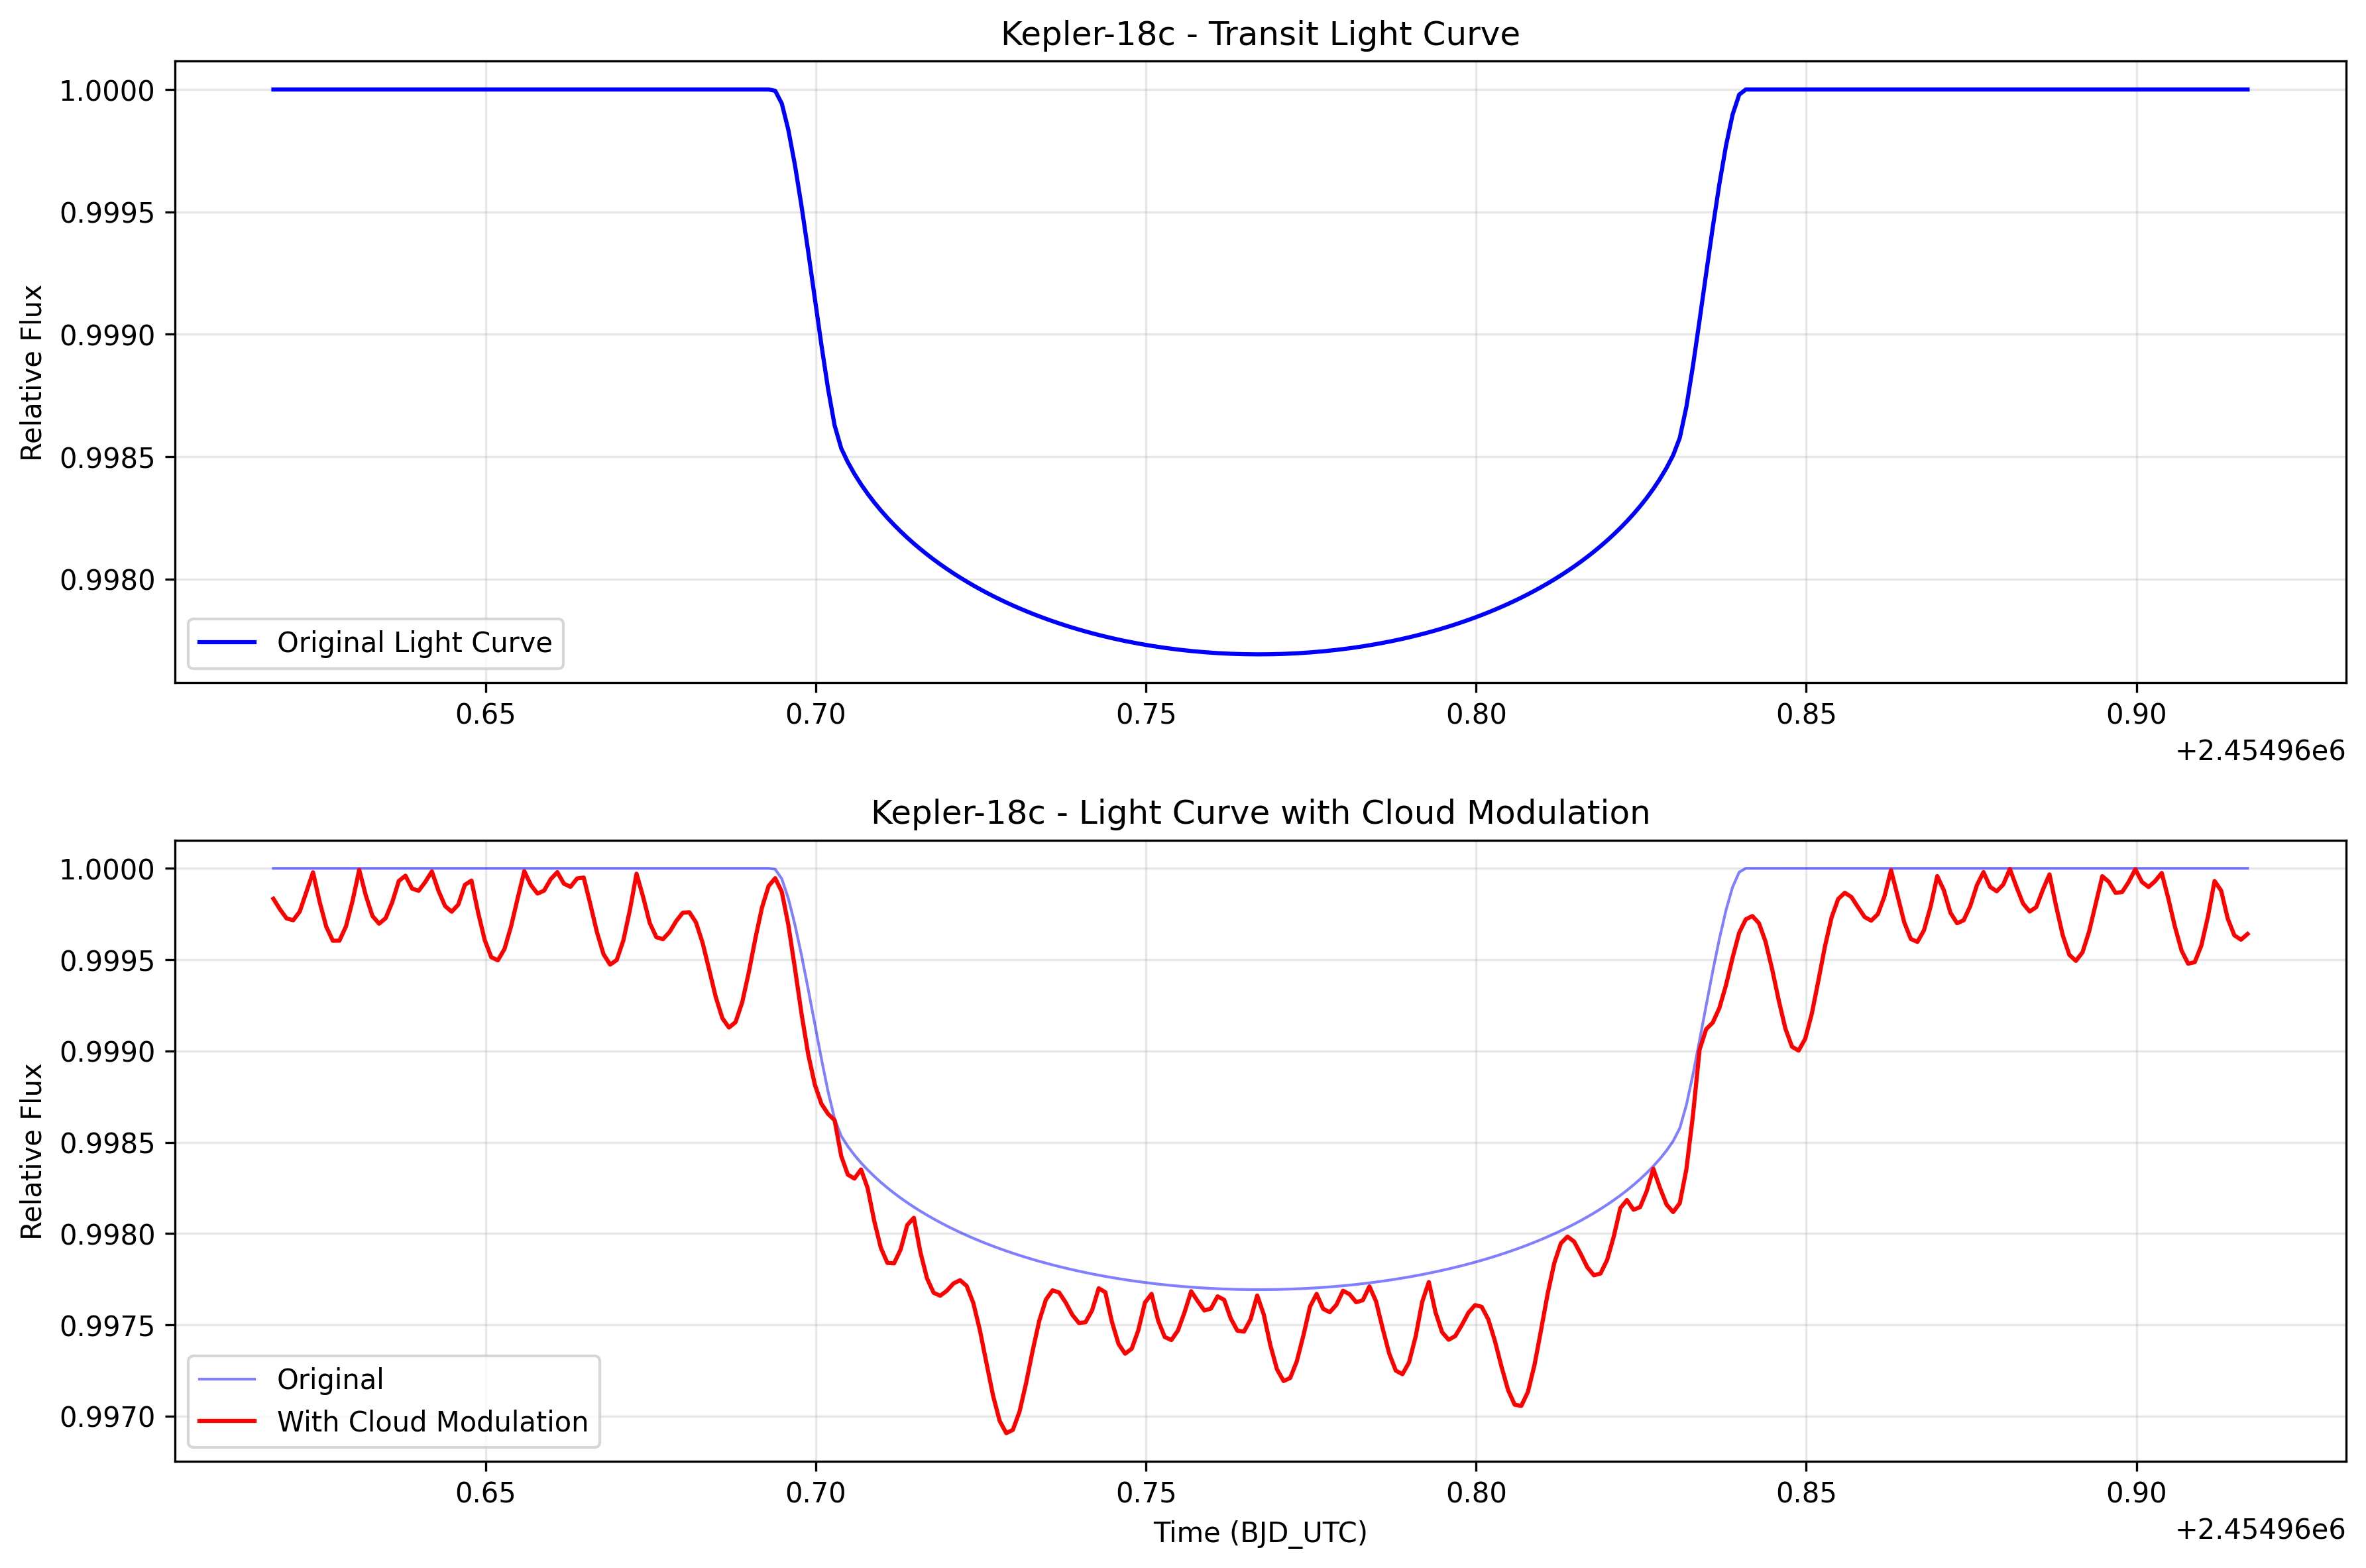 Kepler-18c - Transit Light Curve
Relative Flux
1.0000
0.9995
0.9990
0.9985
0.9980
Original Light Curve
0.65 0.70 0.75 0.80 0.85 0.90
+2.45496e6
Kepler-18c - Light Curve with Cloud Modulation
Relative Flux
1.0000
0.9995
0.9990
0.9985
0.9980
0.9975
0.9970
Original
With Cloud Modulation
0.65 0.70 0.75 0.80 0.85 0.90
Time (BJD_UTC)
+2.45496e6